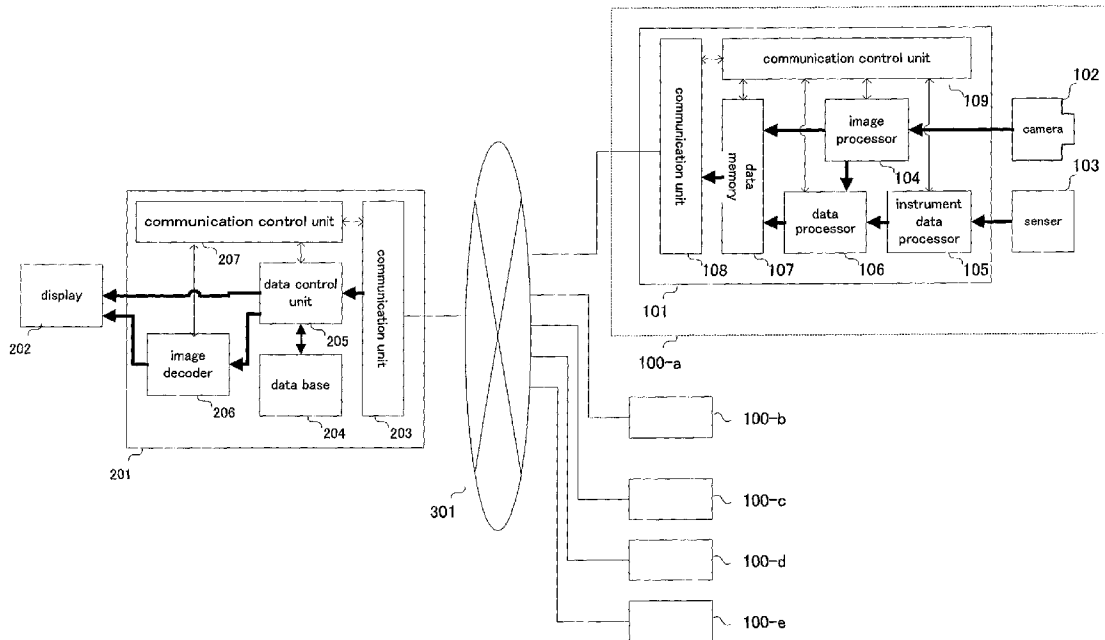 communication control unit
109
102
camera
image
processor
104
103
senser
communication unit
data
memory
data
processor
instrument
data
processor
108
107
106
105
101
100-a
communication control unit
207
communication unit
display
202
data control
unit
205
image
decoder
206
data base
204
203
201
301
100-b
100-c
100-d
100-e